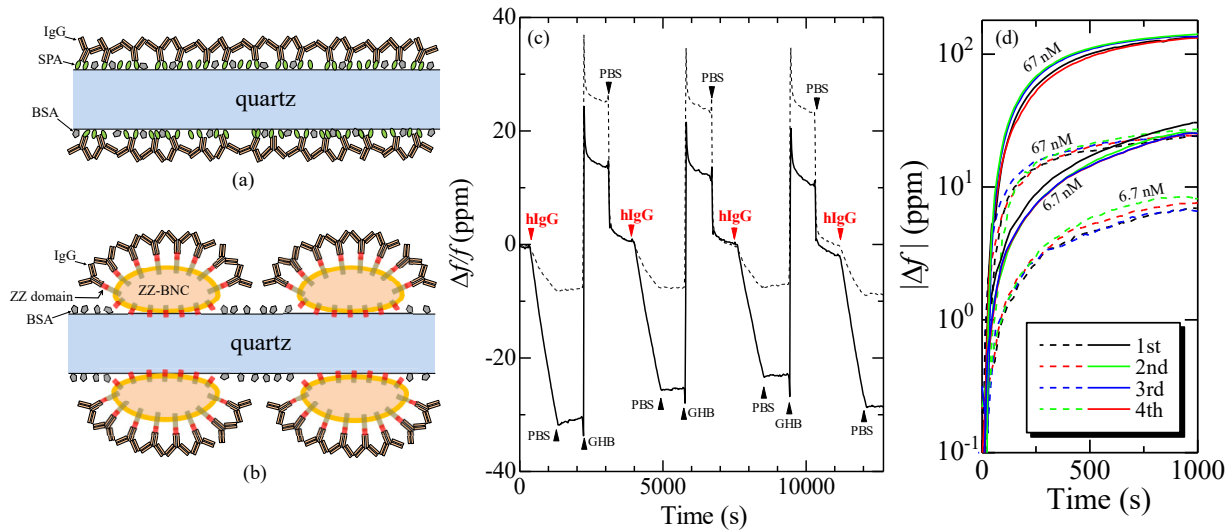 IgG
SPA
quartz
BSA
(a)
IgG
ZZ domain
ZZ-BNC
BSA
quartz
(b)
(c)
Δf/f (ppm)
40
20
0
-20
-40
hIgG
PBS
GHB
PBS
hIgG
PBS
GHB
PBS
hIgG
PBS
GHB
PBS
hIgG
PBS
0
5000
10000
Time (s)
(d)
|Δf | (ppm)
10²
10¹
10⁰
10⁻¹
67 nM
67 nM
6.7 nM
6.7 nM
1st
2nd
3rd
4th
0
500
1000
Time (s)